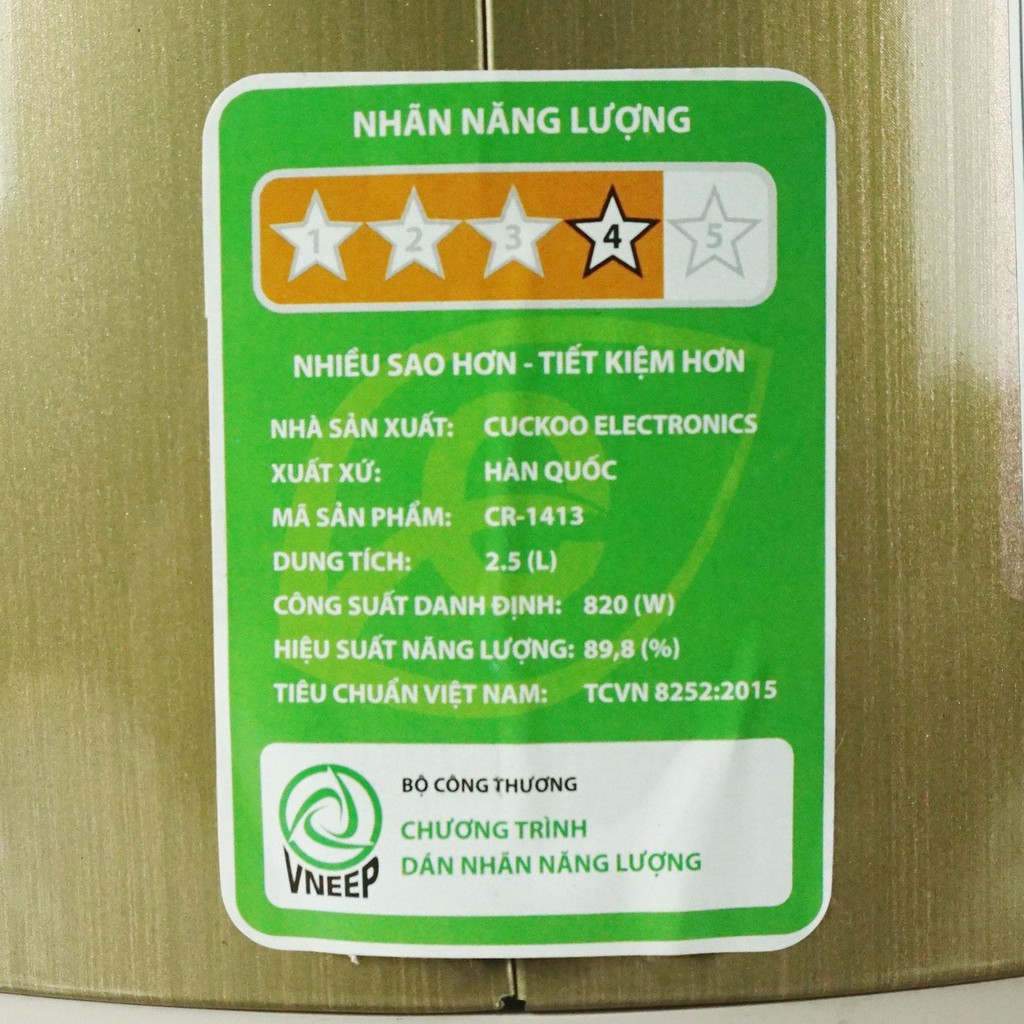 NHÃN NĂNG LƯỢNG
1 2 3 4 5
NHIỀU SAO HƠN - TIẾT KIỆM HƠN
NHÀ SẢN XUẤT: CUCKOO ELECTRONICS
XUẤT XỨ: HÀN QUỐC
MÃ SẢN PHẨM: CR-1413
DUNG TÍCH: 2.5 (L)
CÔNG SUẤT DANH ĐỊNH: 820 (W)
HIỆU SUẤT NĂNG LƯỢNG: 89,8 (%)
TIÊU CHUẨN VIỆT NAM: TCVN 8252:2015
BỘ CÔNG THƯƠNG
CHƯƠNG TRÌNH
DÁN NHÃN NĂNG LƯỢNG
VNEEP